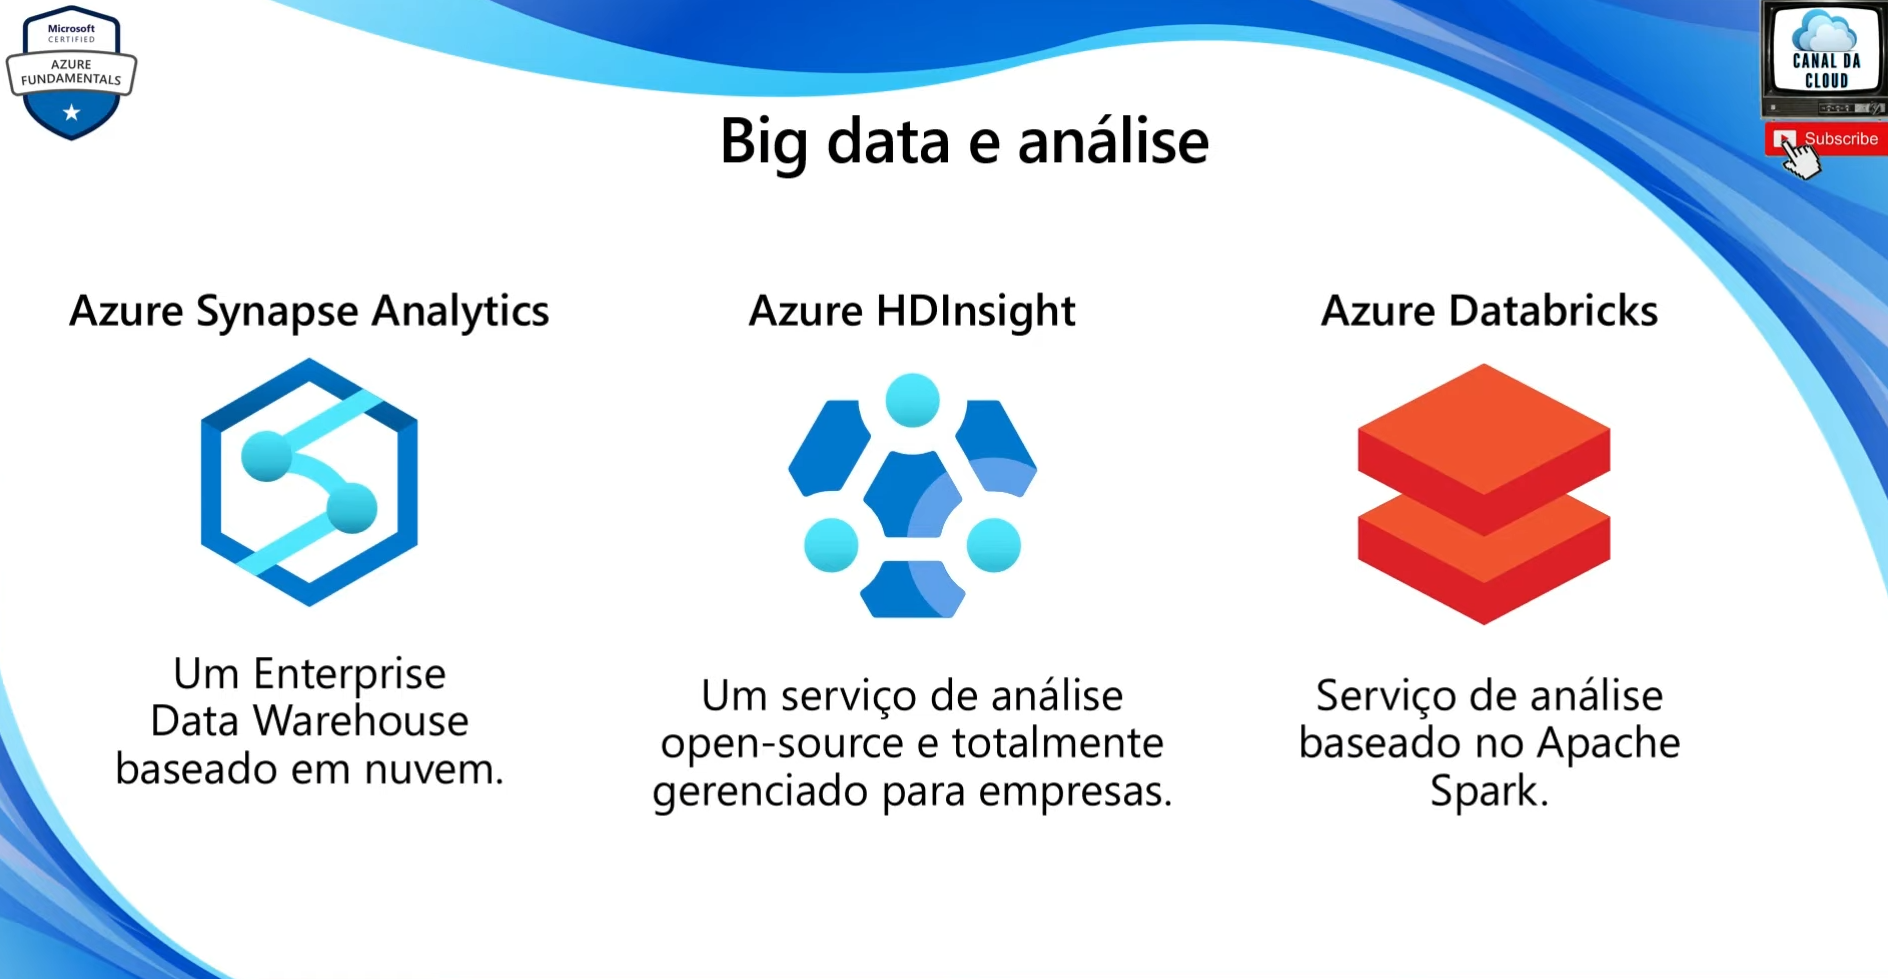 Microsoft
CERTIFIED
AZURE
FUNDAMENTALS
CANAL DA
CLOUD
Subscribe
Big data e análise
Azure Synapse Analytics
Um Enterprise
Data Warehouse
baseado em nuvem.
Azure HDInsight
Um serviço de análise
open-source e totalmente
gerenciado para empresas.
Azure Databricks
Serviço de análise
baseado no Apache
Spark.